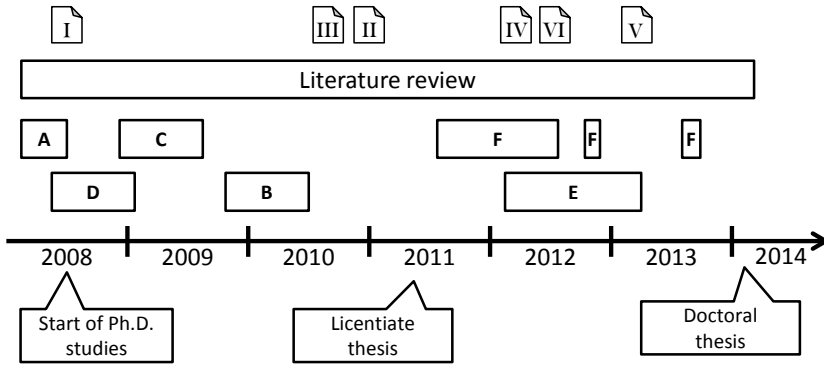 I III II IV VI V
Literature review
A C F F F
D B E
2008 2009 2010 2011 2012 2013 2014
Start of Ph.D.
studies
Licentiate
thesis
Doctoral
thesis